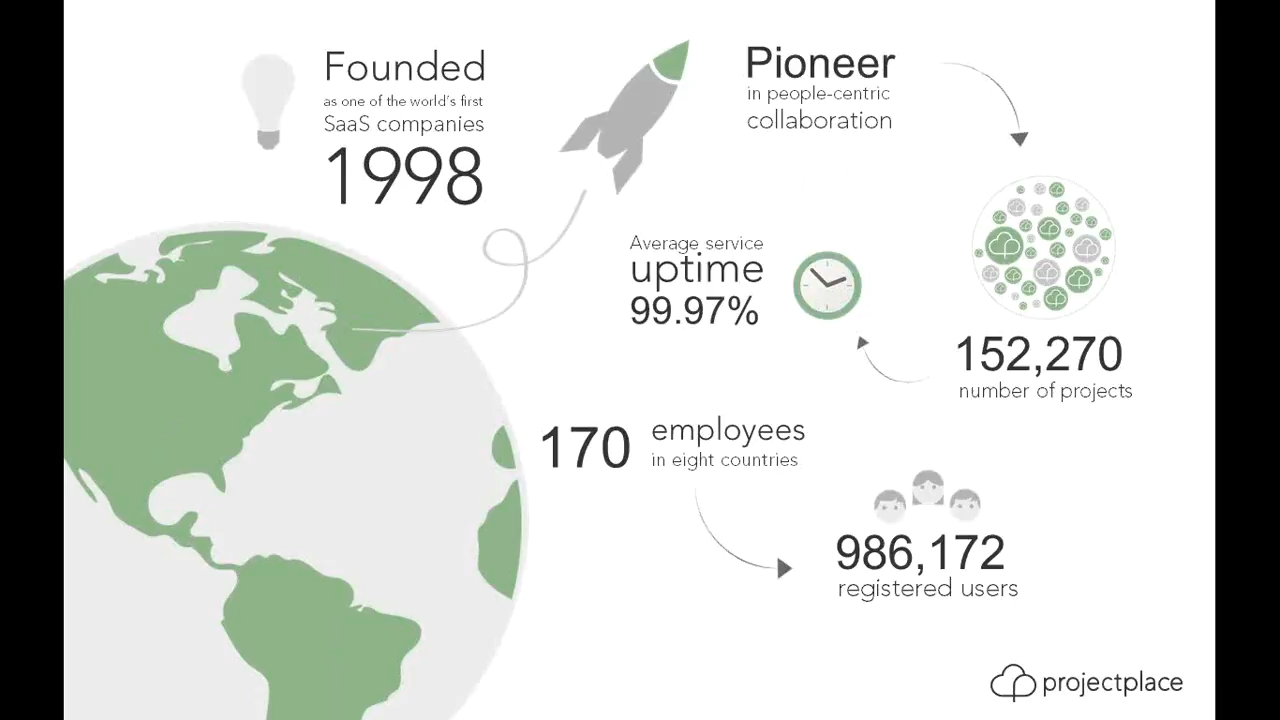 Founded
as one of the world's first
SaaS companies
1998
Pioneer
in people-centric
collaboration
Average service
uptime
99.97%
152,270
number of projects
170 employees
in eight countries
986,172
registered users
projectplace